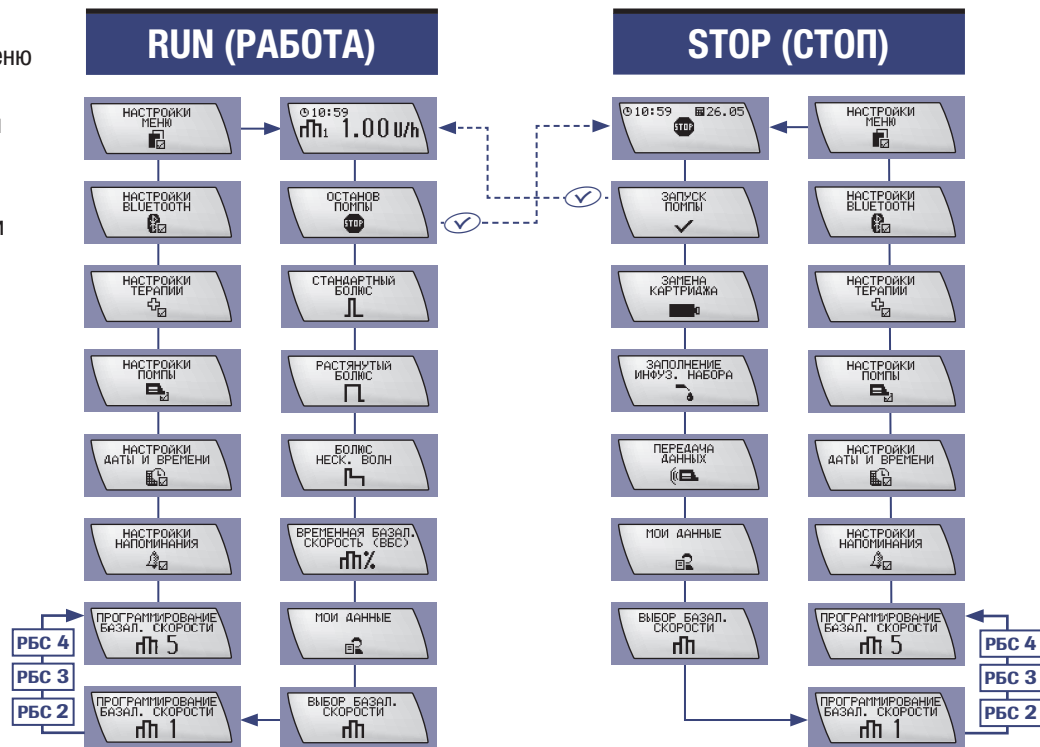 еню
и
RUN (РАБОТА)
STOP (СТОП)
НАСТРОЙКИ
МЕНЮ
10:59
1 1.00 U/h
10:59 26.05
STOP
НАСТРОЙКИ
МЕНЮ
НАСТРОЙКИ
BLUETOOTH
ОСТАНОВ
ПОМПЫ
STOP
ЗАПУСК
ПОМПЫ
НАСТРОЙКИ
BLUETOOTH
НАСТРОЙКИ
ТЕРАПИИ
СТАНДАРТНЫЙ
БОЛЮС
ЗАМЕНА
КАРТРИДЖА
НАСТРОЙКИ
ТЕРАПИИ
НАСТРОЙКИ
ПОМПЫ
РАСТЯНУТЫЙ
БОЛЮС
ЗАПОЛНЕНИЕ
ИНФУЗ. НАБОРА
НАСТРОЙКИ
ПОМПЫ
НАСТРОЙКИ
ДАТЫ И ВРЕМЕНИ
БОЛЮС
НЕСК. ВОЛН
ПЕРЕДАЧА
ДАННЫХ
НАСТРОЙКИ
ДАТЫ И ВРЕМЕНИ
НАСТРОЙКИ
НАПОМИНАНИЯ
ВРЕМЕННАЯ БАЗАЛ.
СКОРОСТЬ (ВБС)
%
МОИ ДАННЫЕ
НАСТРОЙКИ
НАПОМИНАНИЯ
ПРОГРАММИРОВАНИЕ
БАЗАЛ. СКОРОСТИ
5
МОИ ДАННЫЕ
ВЫБОР БАЗАЛ.
СКОРОСТИ
ПРОГРАММИРОВАНИЕ
БАЗАЛ. СКОРОСТИ
5
РБС 4
РБС 3
РБС 2
РБС 4
РБС 3
РБС 2
ПРОГРАММИРОВАНИЕ
БАЗАЛ. СКОРОСТИ
1
ВЫБОР БАЗАЛ.
СКОРОСТИ
ПРОГРАММИРОВАНИЕ
БАЗАЛ. СКОРОСТИ
1